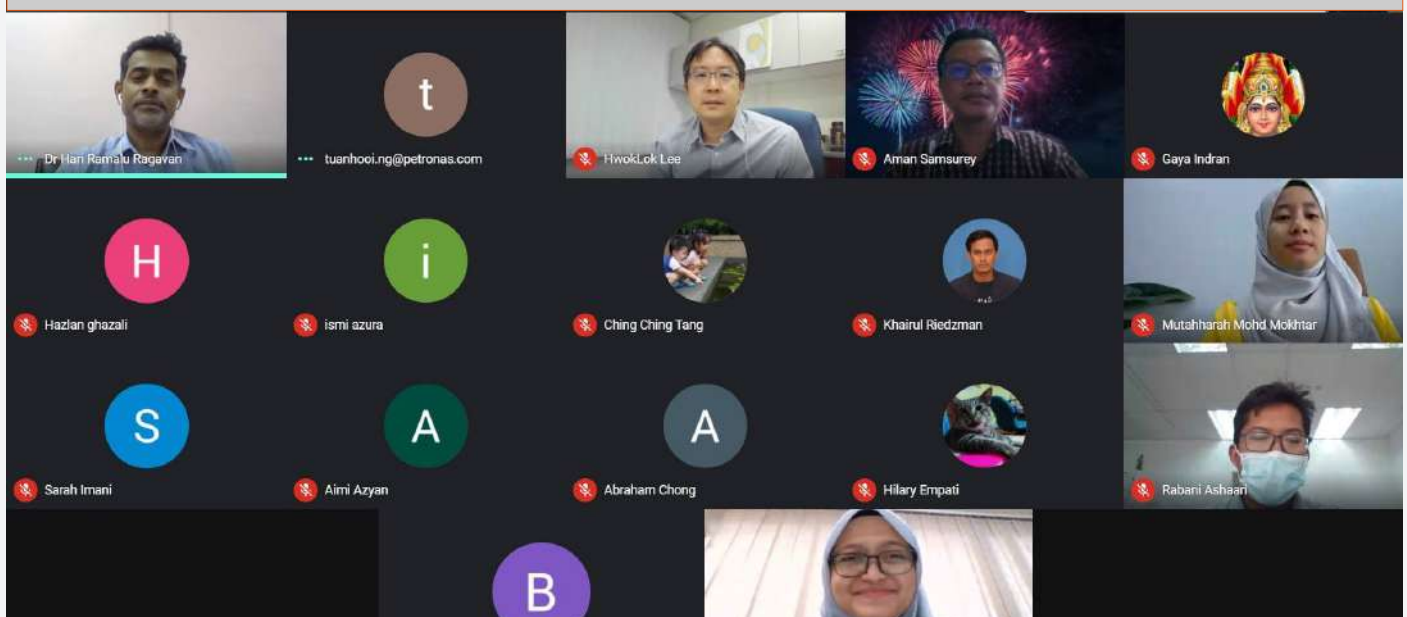 Dr Hari Ramalu Ragavan
t
tuanhooi.ng@petronas.com
HwokLok Lee
Aman Samsurey
Gaya Indran
H
Hazlan ghazali
i
ismi azura
Ching Ching Tang
Khairul Riedzman
Mutahharah Mohd Mokhtar
S
Sarah Imani
A
Aimi Azyan
A
Abraham Chong
Hilary Empati
Rabani Ashaari
B